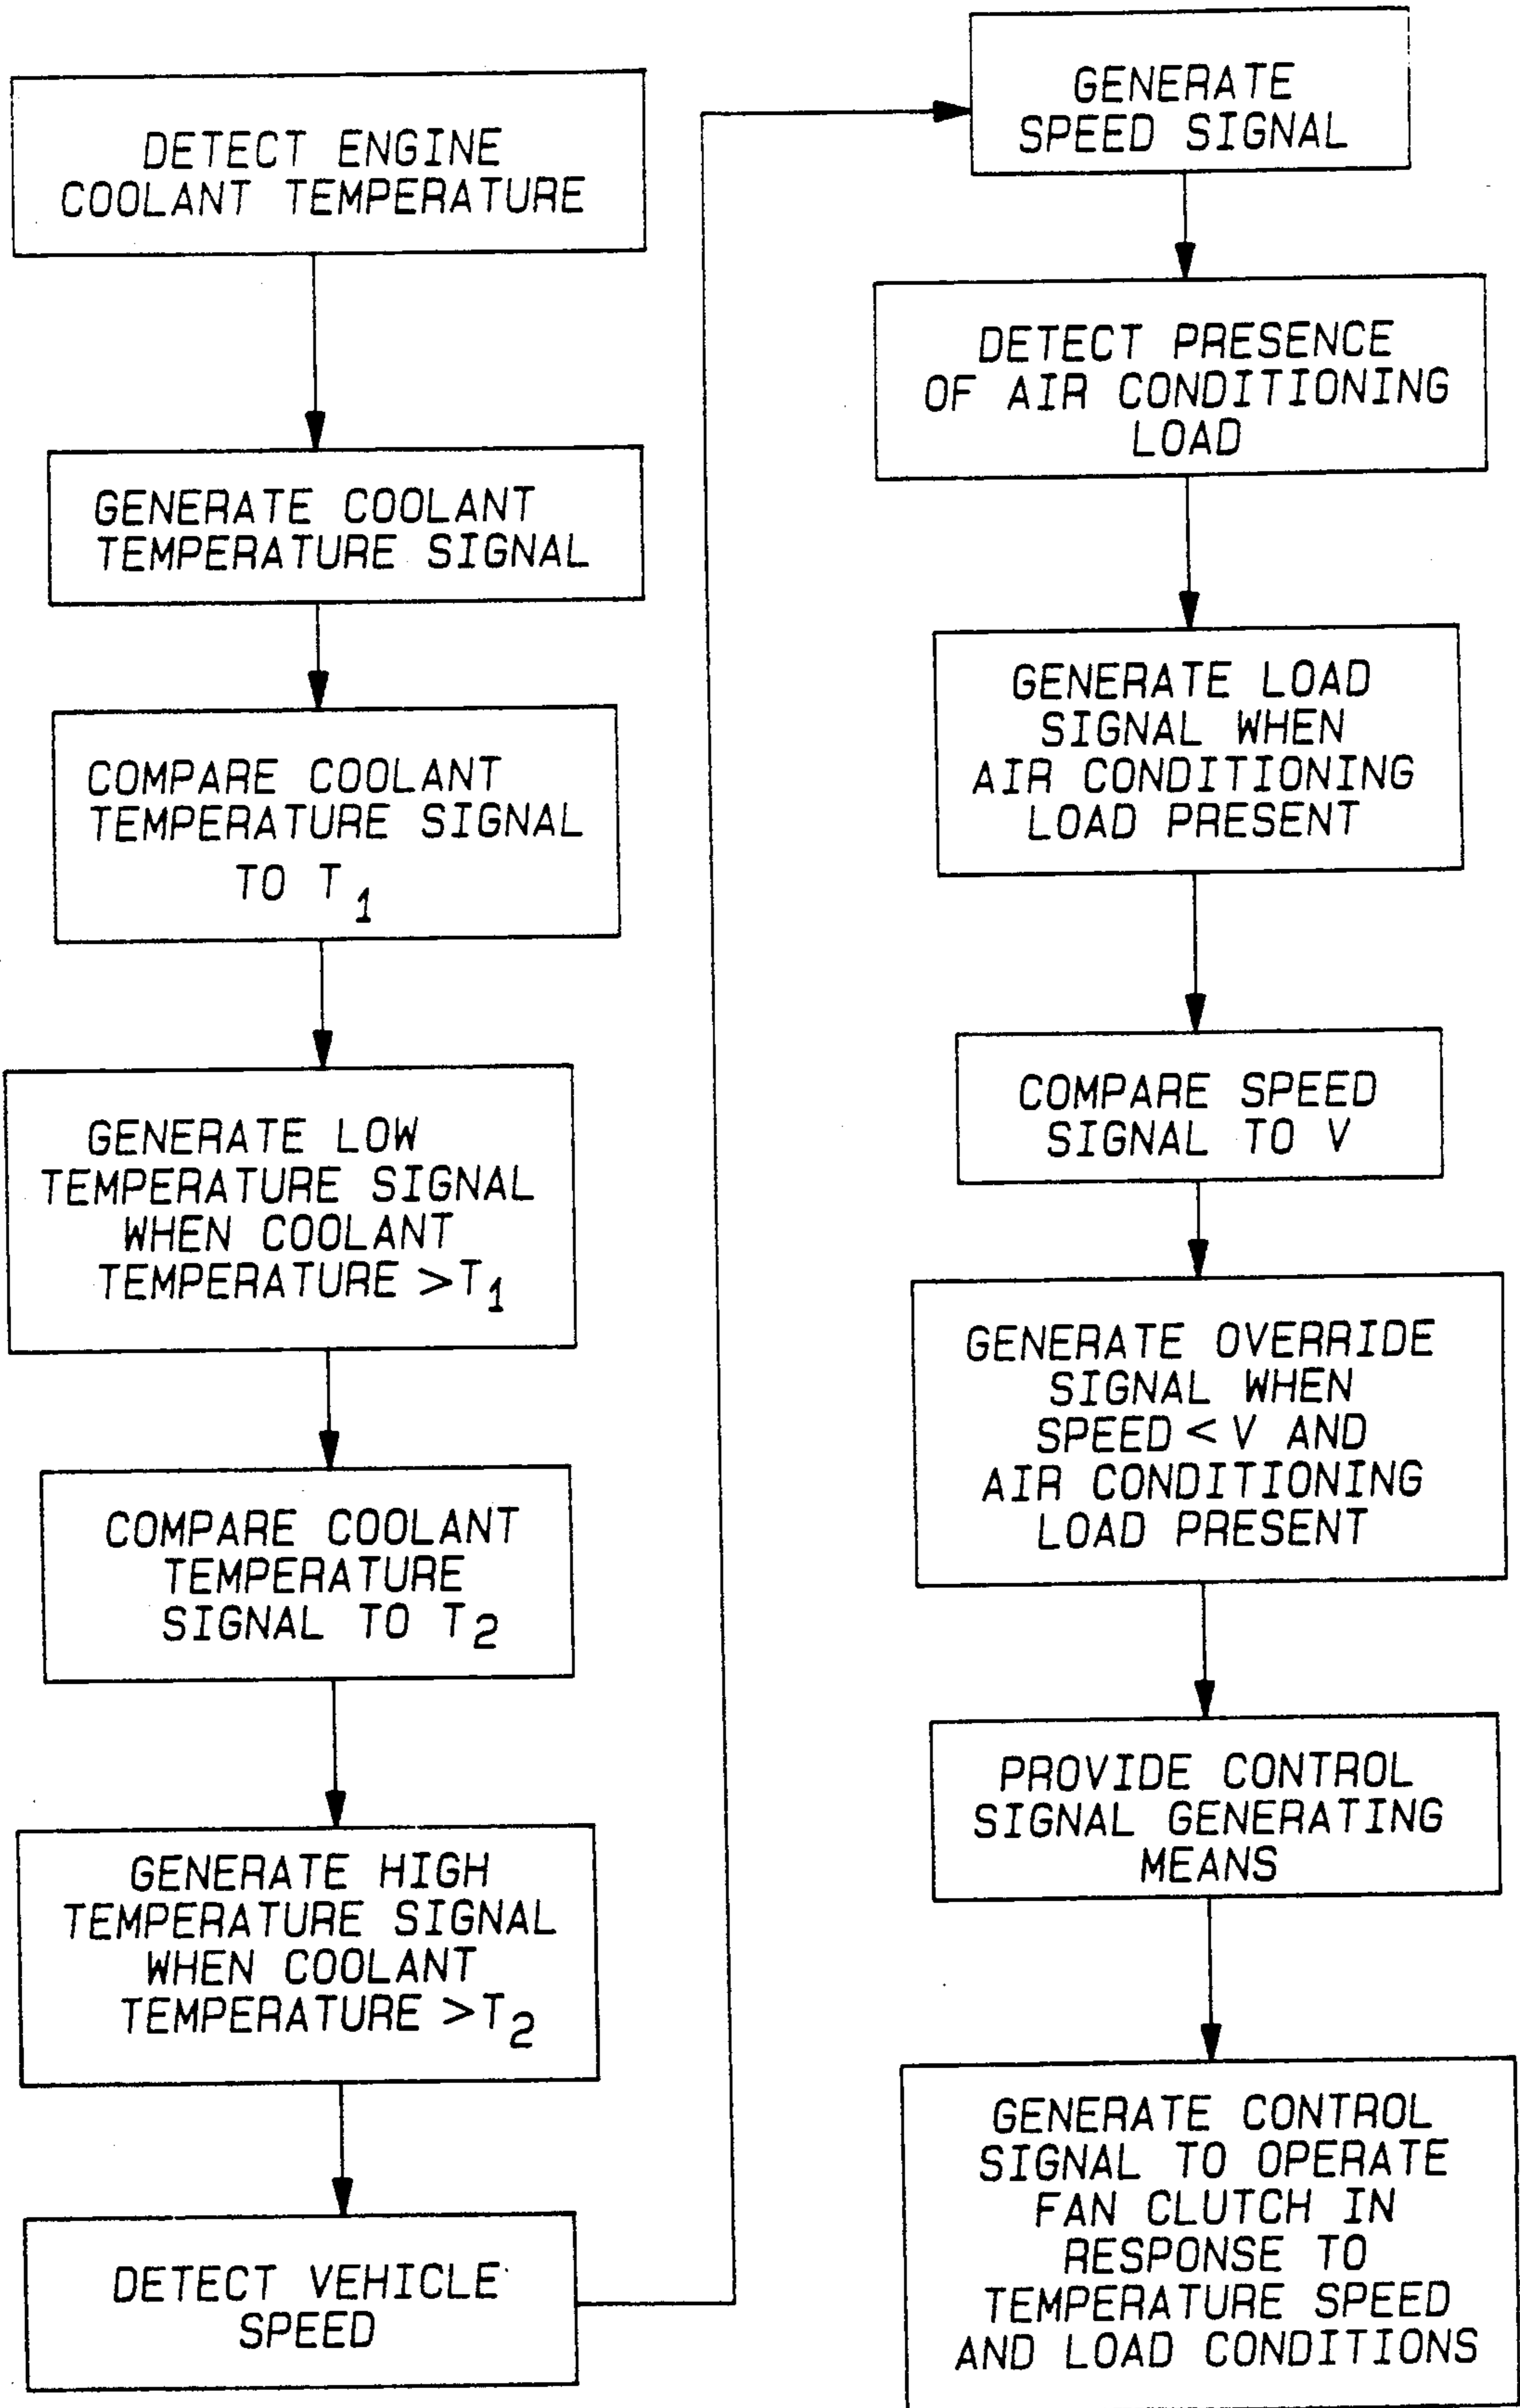 DETECT ENGINE
COOLANT TEMPERATURE
GENERATE COOLANT
TEMPERATURE SIGNAL
COMPARE COOLANT
TEMPERATURE SIGNAL
TO T1
GENERATE LOW
TEMPERATURE SIGNAL
WHEN COOLANT
TEMPERATURE >T1
COMPARE COOLANT
TEMPERATURE
SIGNAL TO T2
GENERATE HIGH
TEMPERATURE SIGNAL
WHEN COOLANT
TEMPERATURE >T2
DETECT VEHICLE
SPEED
GENERATE
SPEED SIGNAL
DETECT PRESENCE
OF AIR CONDITIONING
LOAD
GENERATE LOAD
SIGNAL WHEN
AIR CONDITIONING
LOAD PRESENT
COMPARE SPEED
SIGNAL TO V
GENERATE OVERRIDE
SIGNAL WHEN
SPEED < V AND
AIR CONDITIONING
LOAD PRESENT
PROVIDE CONTROL
SIGNAL GENERATING
MEANS
GENERATE CONTROL
SIGNAL TO OPERATE
FAN CLUTCH IN
RESPONSE TO
TEMPERATURE SPEED
AND LOAD CONDITIONS